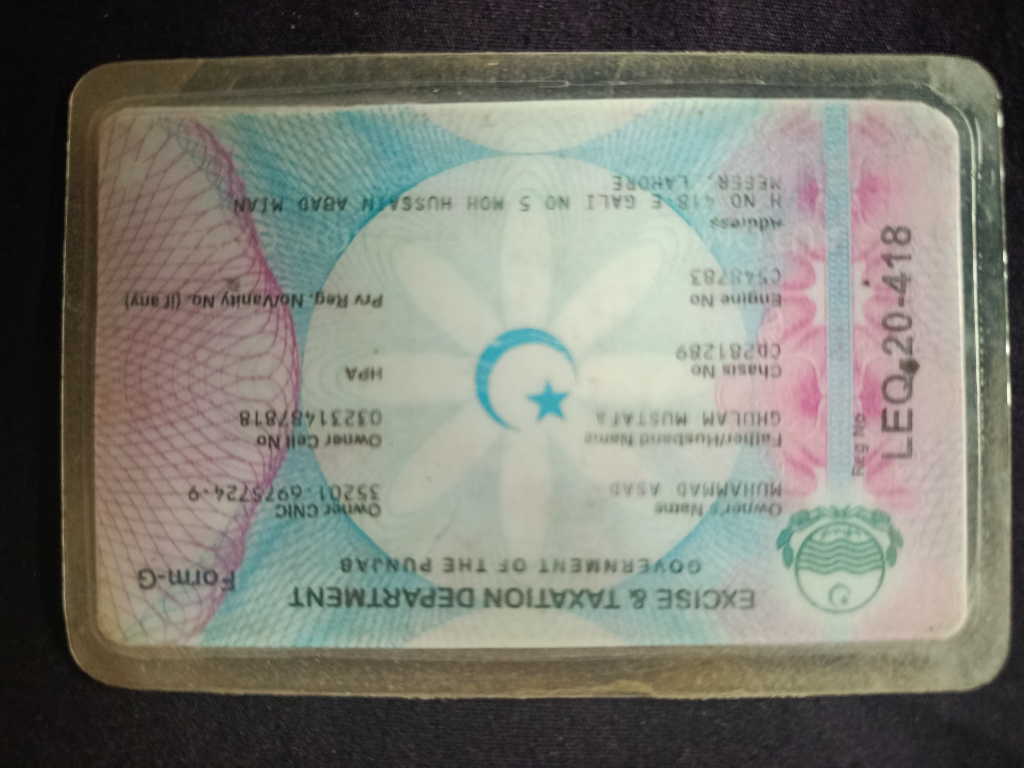 EXCISE & TAXATION DEPARTMENT
GOVERNMENT OF THE PUNJAB
Form-G
Owner's Name
MUHAMMAD ASAD
Owner CNIC
35201-6975724-9
Father/Husband Name
GHULAM MUSTAFA
Owner Cell No
03231487818
Chasis No
CD281289
HPA
Engine No
C548783
Prv Reg. No/Vanity No. (if any)
Address
H NO 418-E GALI NO 5 MOH HUSSAIN ABAD MIAN
MEEER, LAHORE
Reg No
LEQ 20-418